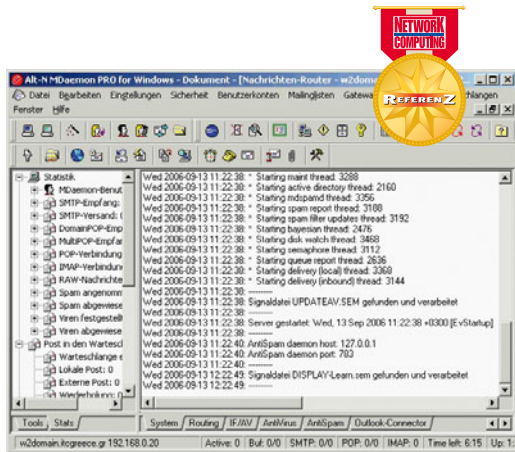 NETWORK
COMPUTING
REFERENZ
Alt-N MDaemon PRO for Windows - Dokument - [Nachrichten-Router - w2doma
Datei Bearbeiten Einstellungen Sicherheit Benutzerkonten Mailinglisten Gatewa
hlangen
Fenster Hilfe
Statistik
MDaemon-Benut
SMTP-Empfang:
SMTP-Versand: (
DomainPOP-Empf
MultiPOP-Empfar
POP-Verbindung
IMAP-Verbindun
RAW-Nachrichte
Spam angenomm
Spam abgewiese
Viren festgestell
Viren abgewiese
Post in den Wartesch
Warteschlange e
Lokale Post: 0
Externe Post: 0
Wiederholung: 0
Wed 2006-09-13 11:22:38: * Starting maint thread: 3288
Wed 2006-09-13 11:22:38: * Starting active directory thread: 2160
Wed 2006-09-13 11:22:38: * Starting mdspamd thread: 3356
Wed 2006-09-13 11:22:38: * Starting spam report thread: 3188
Wed 2006-09-13 11:22:38: * Starting spam filter updates thread: 3192
Wed 2006-09-13 11:22:38: * Starting bayesian thread: 2476
Wed 2006-09-13 11:22:38: * Starting disk watch thread: 3468
Wed 2006-09-13 11:22:38: * Starting semaphore thread: 3112
Wed 2006-09-13 11:22:38: * Starting queue report thread: 2636
Wed 2006-09-13 11:22:38: * Starting delivery (local) thread: 3368
Wed 2006-09-13 11:22:38: * Starting delivery (inbound) thread: 3144
Wed 2006-09-13 11:22:38: ----------
Wed 2006-09-13 11:22:38: Signaldatei UPDATEAV.SEM gefunden und verarbeitet
Wed 2006-09-13 11:22:38: ----------
Wed 2006-09-13 11:22:38: Server gestartet: Wed, 13 Sep 2006 11:22:38 +0300 [EvStartup]
Wed 2006-09-13 11:22:38: ----------
Wed 2006-09-13 11:22:40: AntiSpam daemon host: 127.0.0.1
Wed 2006-09-13 11:22:40: AntiSpam daemon port: 783
Wed 2006-09-13 11:22:40: ----------
Wed 2006-09-13 12:22:49: Signaldatei DISPLAY-Learn.sem gefunden und verarbeitet
Wed 2006-09-13 12:22:49: ----------
Tools Stats
System Routing IF/AV AntiVirus AntiSpam Outlook-Connector
w2domain.itcgreece.gr 192.168.0.20 Active: 0 Buf: 0/0 SMTP: 0/0 POP: 0/0 IMAP: 0 Time left: 6:15 Up: 1: